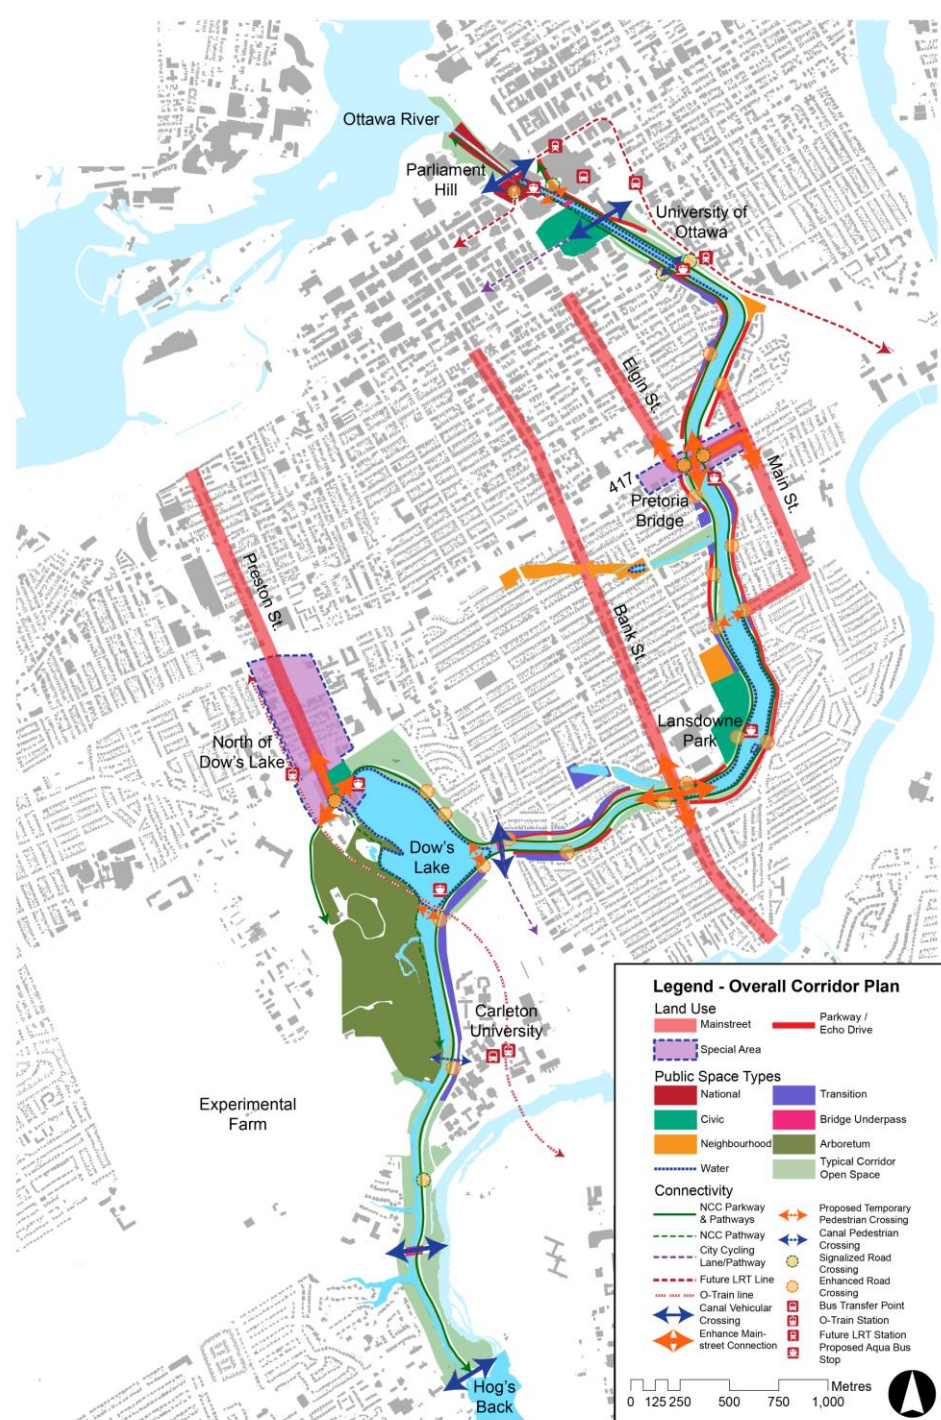 Ottawa River
Parliament
Hill
University of
Ottawa
Elgin St.
Main St.
417
Pretoria
Bridge
Preston St.
Bank St.
Lansdowne
Park
North of
Dow's Lake
Dow's
Lake
Carleton
University
Experimental
Farm
Hog's
Back
Legend - Overall Corridor Plan
Land Use
Mainstreet
Parkway /
Echo Drive
Special Area
Public Space Types
National
Transition
Civic
Bridge Underpass
Neighbourhood
Arboretum
Water
Typical Corridor
Open Space
Connectivity
NCC Parkway
& Pathways
NCC Pathway
City Cycling
Lane/Pathway
Future LRT Line
O-Train line
Canal Vehicular
Crossing
Enhance Main-
street Connection
Proposed Temporary
Pedestrian Crossing
Canal Pedestrian
Crossing
Signalized Road
Crossing
Enhanced Road
Crossing
Bus Transfer Point
O-Train Station
Future LRT Station
Proposed Aqua Bus
Stop
Metres
0 125 250 500 750 1,000